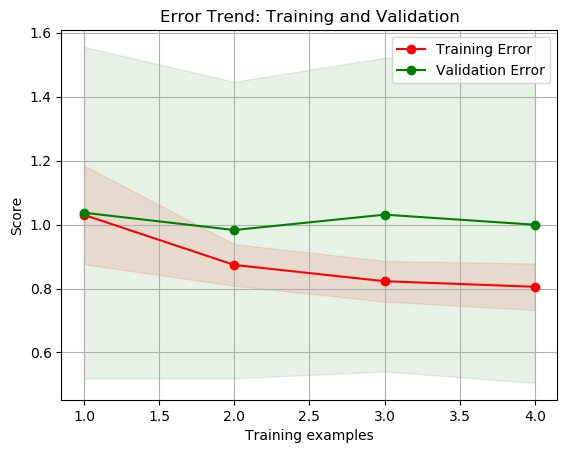 Error Trend: Training and Validation
Training Error
Validation Error
Score
1.6
1.4
1.2
1.0
0.8
0.6
1.0 1.5 2.0 2.5 3.0 3.5 4.0
Training examples